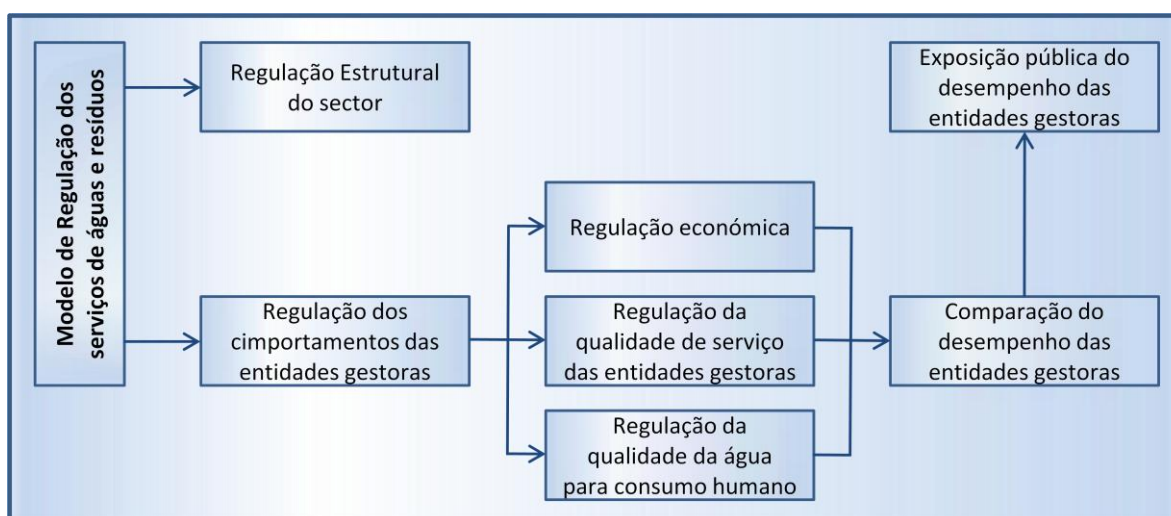 Modelo de Regulação dos
serviços de águas e resíduos
Regulação Estrutural
do sector
Regulação dos
cimportamentos das
entidades gestoras
Regulação económica
Regulação da
qualidade de serviço
das entidades gestoras
Regulação da
qualidade da água
para consumo humano
Comparação do
desempenho das
entidades gestoras
Exposição pública do
desempenho das
entidades gestoras